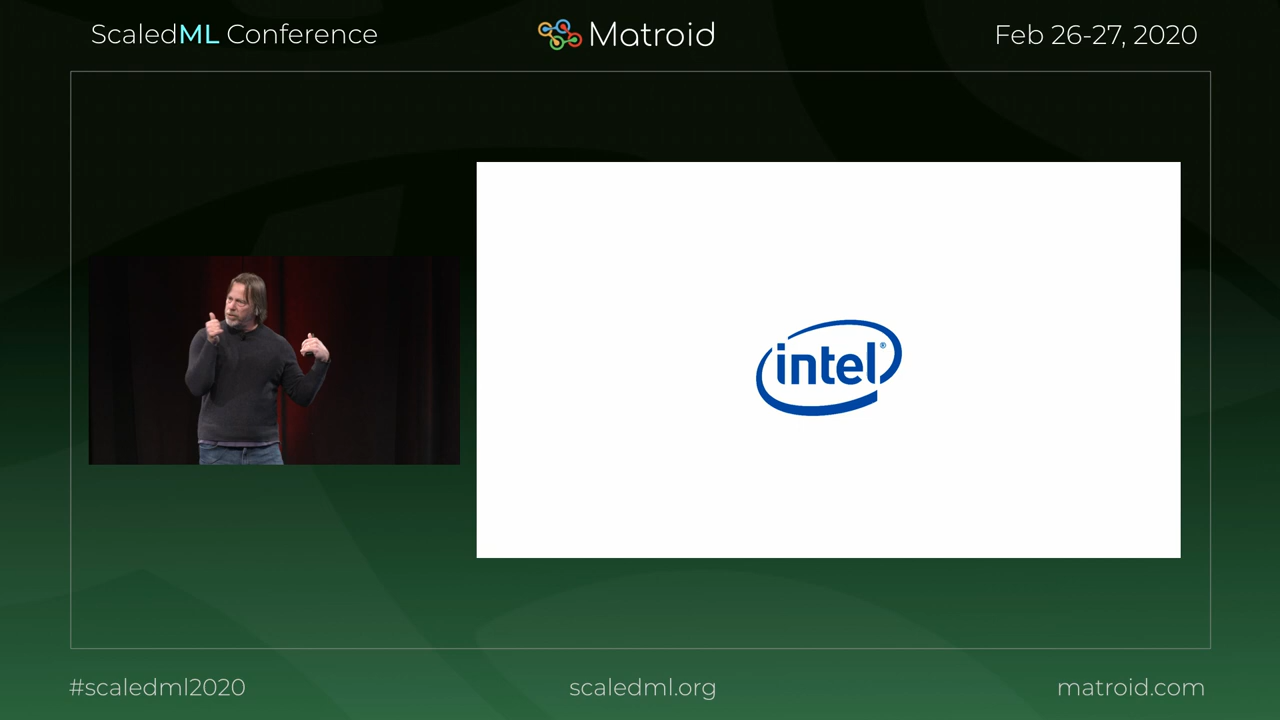 ScaledML Conference
Matroid
Feb 26-27, 2020
intel®
#scaledml2020
scaledml.org
matroid.com